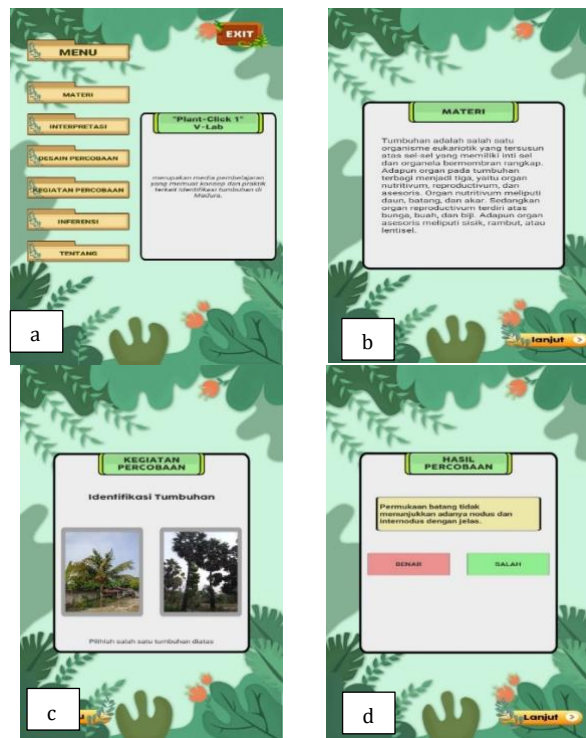 MENU
EXIT
MATERI
INTERPRETASI
DESAIN PERCOBAAN
KEGIATAN PERCOBAAN
INFERENSI
TENTANG
"Plant-Click 1"
V-Lab
merupakan media pembelajaran
yang memuat konsep dan praktik
terkait identifikasi tumbuhan di
Madura.
a
MATERI
Tumbuhan adalah salah satu
organisme eukariotik yang tersusun
atas sel-sel yang memiliki inti sel
dan organela bermembran rangkap.
Adapun organ pada tumbuhan
terbagi menjadi tiga, yaitu organ
nutritivum, reproductivum, dan
asesoris. Organ nutritivum meliputi
daun, batang, dan akar. Sedangkan
organ reproductivum terdiri atas
bunga, buah, dan biji. Adapun organ
asesoris meliputi sisik, rambut, atau
lentisel.
lanjut
b
KEGIATAN
PERCOBAAN
Identifikasi Tumbuhan
Pilihlah salah satu tumbuhan diatas
c
HASIL
PERCOBAAN
Permukaan batang tidak
menunjukkan adanya nodus dan
internodus dengan jelas.
BENAR
SALAH
Lanjut
d